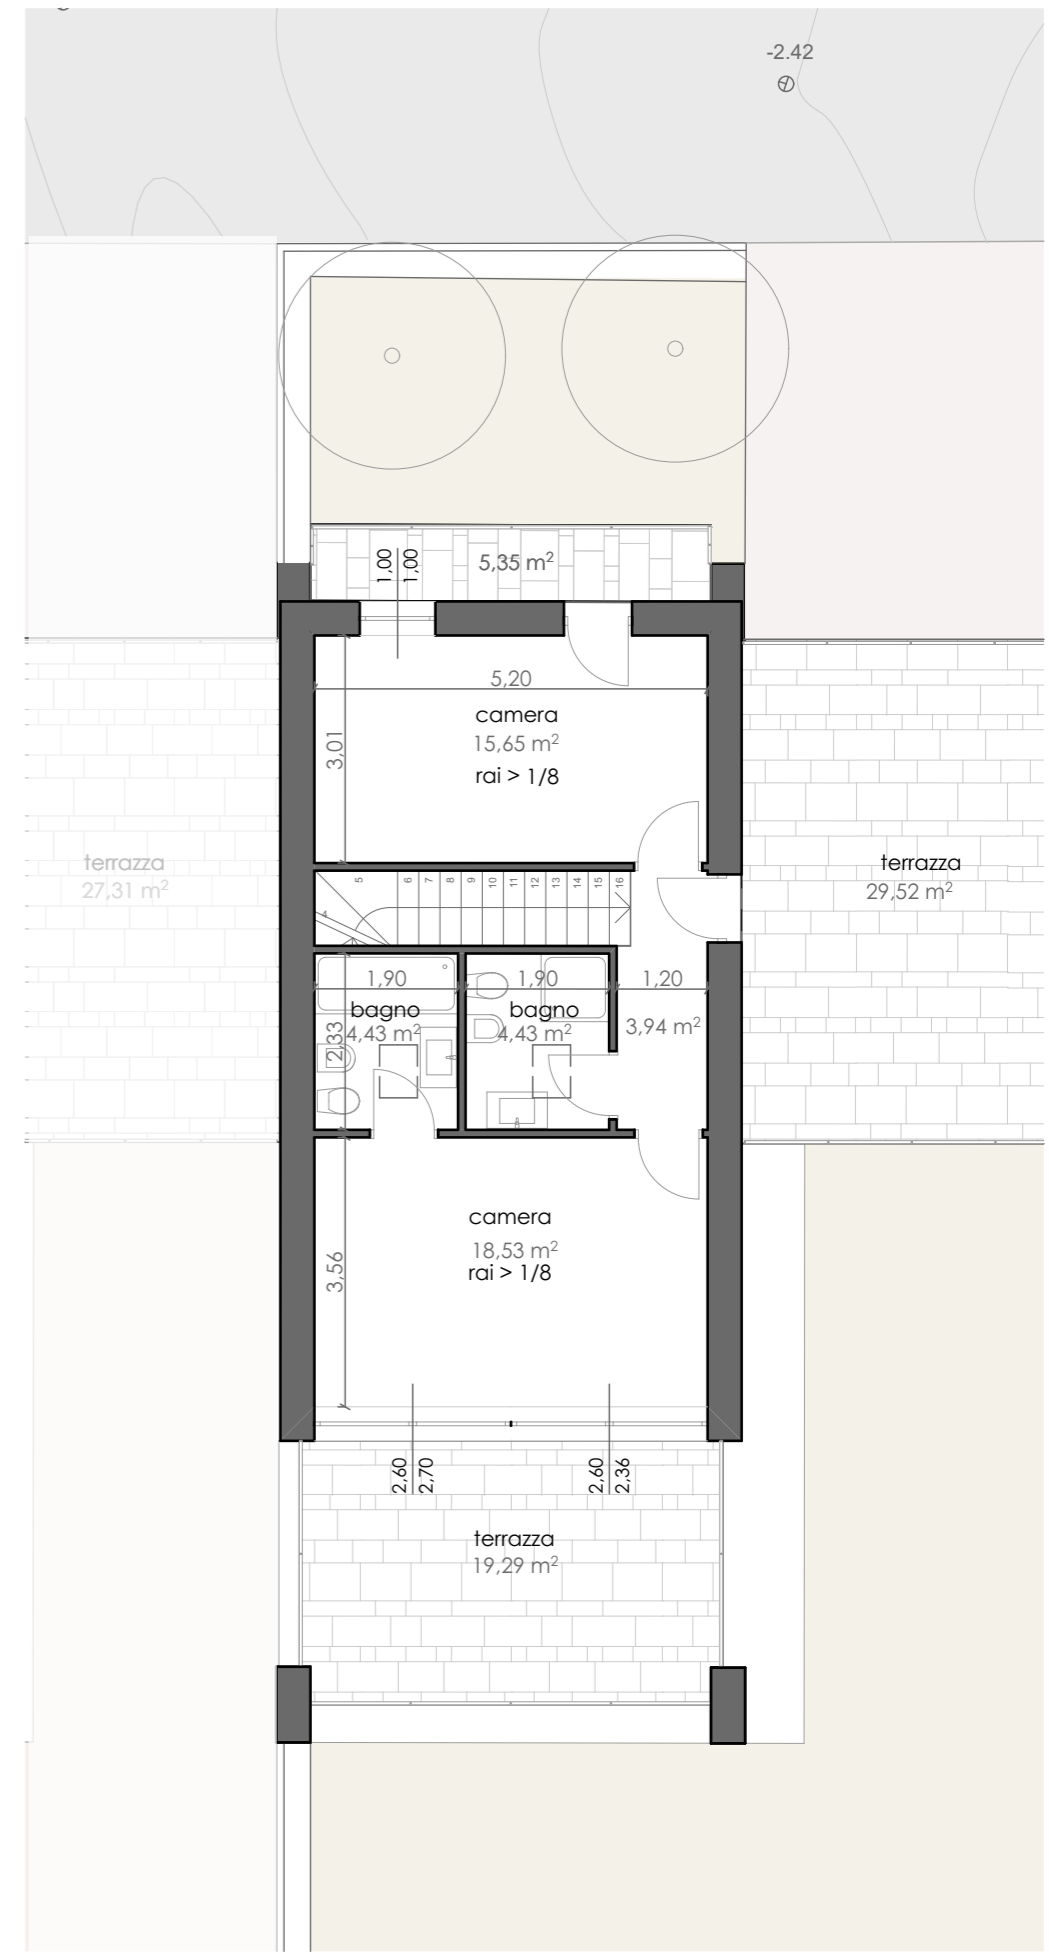 -2.42
1,00
1,00
5,35 m²
5,20
camera
15,65 m²
rai > 1/8
3,01
terrazza
27,31 m²
terrazza
29,52 m²
4
5
6
7
8
9
10
11
12
13
14
15
16
1,90
1,90
1,20
bagno
4,43 m²
bagno
4,43 m²
3,94 m²
2,33
camera
18,53 m²
rai > 1/8
3,56
2,60
2,70
2,60
2,36
terrazza
19,29 m²